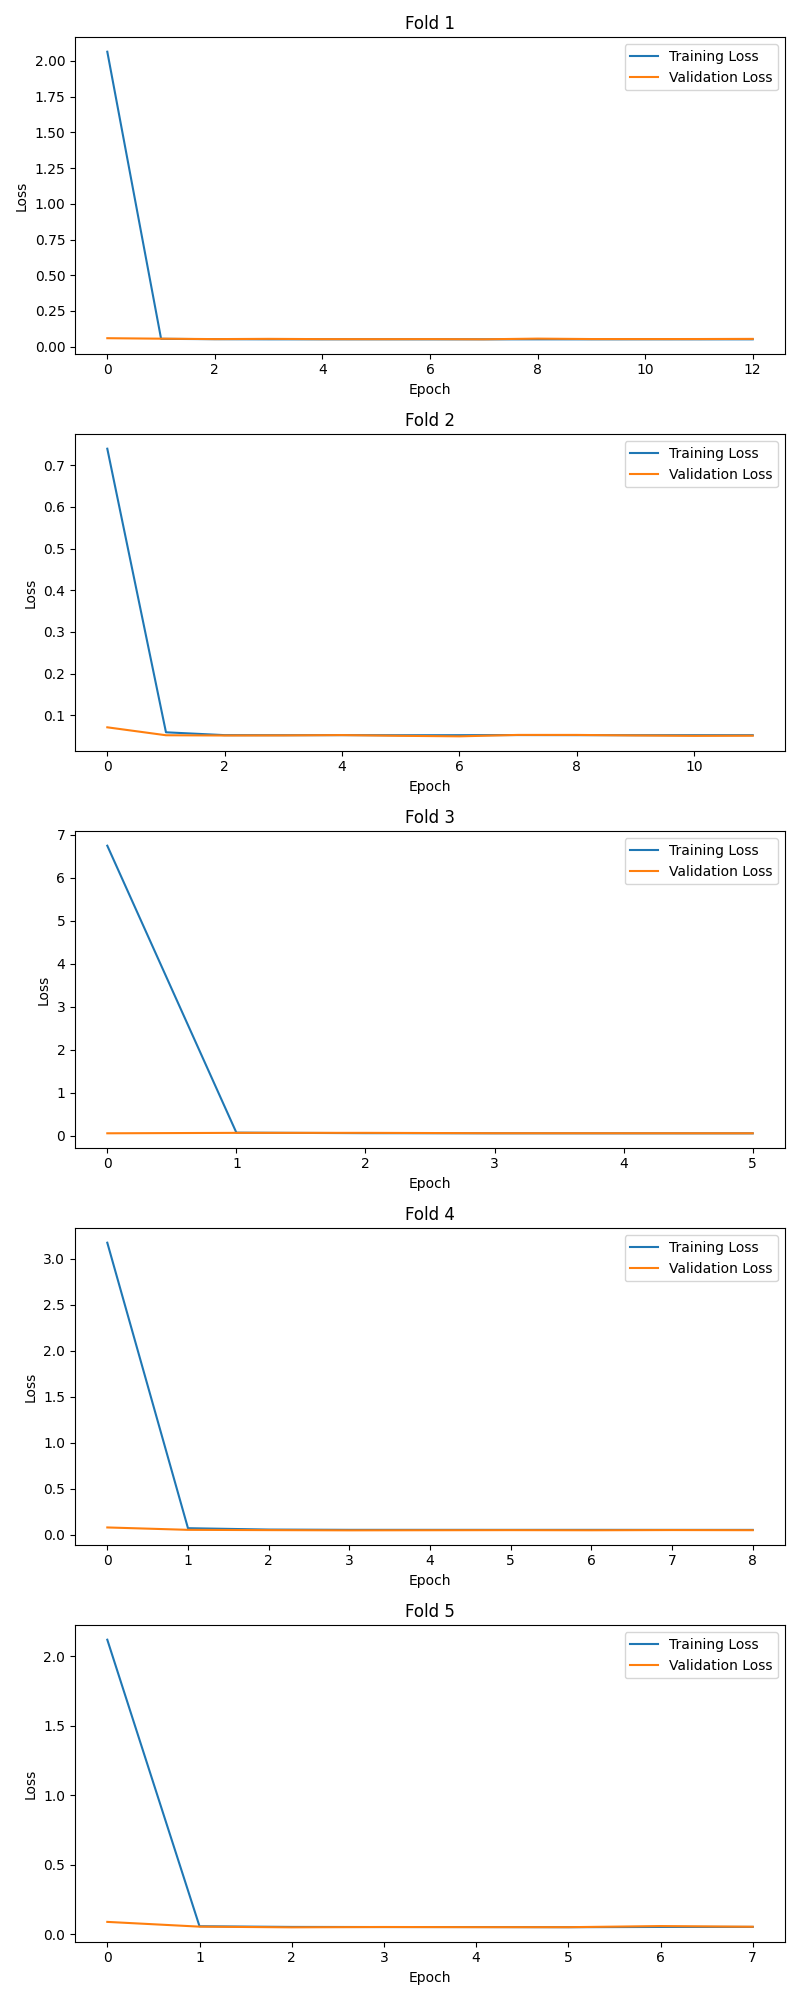 Fold 1
Training Loss
Validation Loss
2.00
1.75
1.50
1.25
1.00
0.75
0.50
0.25
0.00
Loss
0 2 4 6 8 10 12
Epoch
Fold 2
Training Loss
Validation Loss
0.7
0.6
0.5
0.4
0.3
0.2
0.1
Loss
0 2 4 6 8 10
Epoch
Fold 3
Training Loss
Validation Loss
7
6
5
4
3
2
1
0
Loss
0 1 2 3 4 5
Epoch
Fold 4
Training Loss
Validation Loss
3.0
2.5
2.0
1.5
1.0
0.5
0.0
Loss
0 1 2 3 4 5 6 7 8
Epoch
Fold 5
Training Loss
Validation Loss
2.0
1.5
1.0
0.5
0.0
Loss
0 1 2 3 4 5 6 7
Epoch